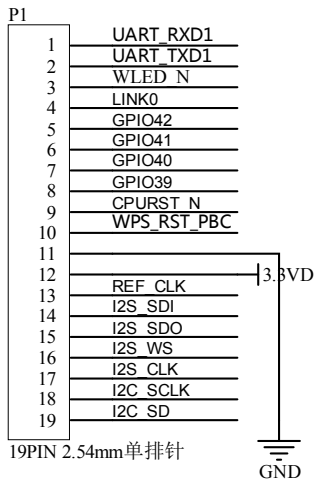 P1
1 UART_RXD1
2 UART_TXD1
3 WLED_N
4 LINK0
5 GPIO42
6 GPIO41
7 GPIO40
8 GPIO39
9 CPURST_N
10 WPS_RST_PBC
11
12 3.3VD
13 REF_CLK
14 I2S_SDI
15 I2S_SDO
16 I2S_WS
17 I2S_CLK
18 I2C_SCLK
19 I2C_SD
19PIN 2.54mm单排针
GND